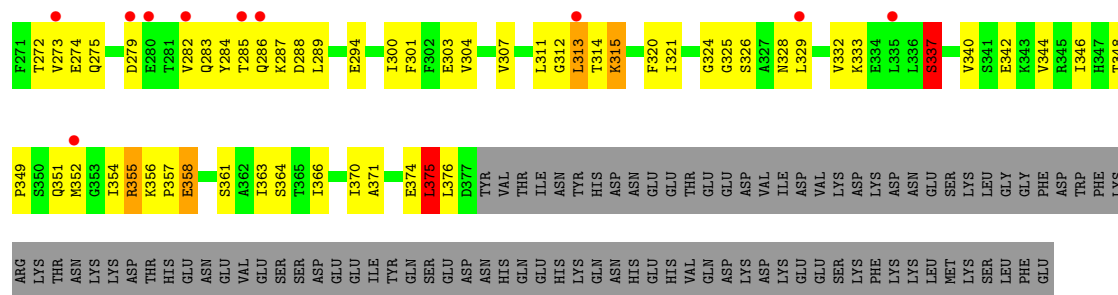 F271 T272 V273 E274 Q275 D279 E280 T281 V282 Q283 Y284 T285 Q286 K287 D288 L289 E294 I300 F301 F302 E303 V304 V307 L311 G312 L313 T314 K315 F320 I321 G324 G325 S326 A327 N328 L329 V332 K333 E334 L335 L336 S337 V340 S341 E342 K343 V344 R345 I346 H347 T348
P349 S350 Q351 M352 G353 I354 R355 K356 P357 E358 S361 A362 I363 S364 T365 I366 I370 A371 E374 L375 L376 D377 TYR VAL THR ILE ASN TYR HIS ASP ASN GLU GLU THR GLU GLU ASP VAL ILE ASP VAL LYS ASP LYS ASP ASN GLU SER LYS LEU GLY GLY PHE ASP TRP PHE LYS
ARG LYS THR ASN LYS LYS ASP THR HIS GLU ASN GLU VAL GLU SER SER ASP GLU GLU ILE TYR GLN SER GLU ASP ASN HIS GLN GLU HIS LYS GLN ASN HIS GLU HIS VAL GLN ASP LYS ASP LYS GLU GLU SER LYS PHE LYS LYS LEU MET LYS SER LEU PHE GLU